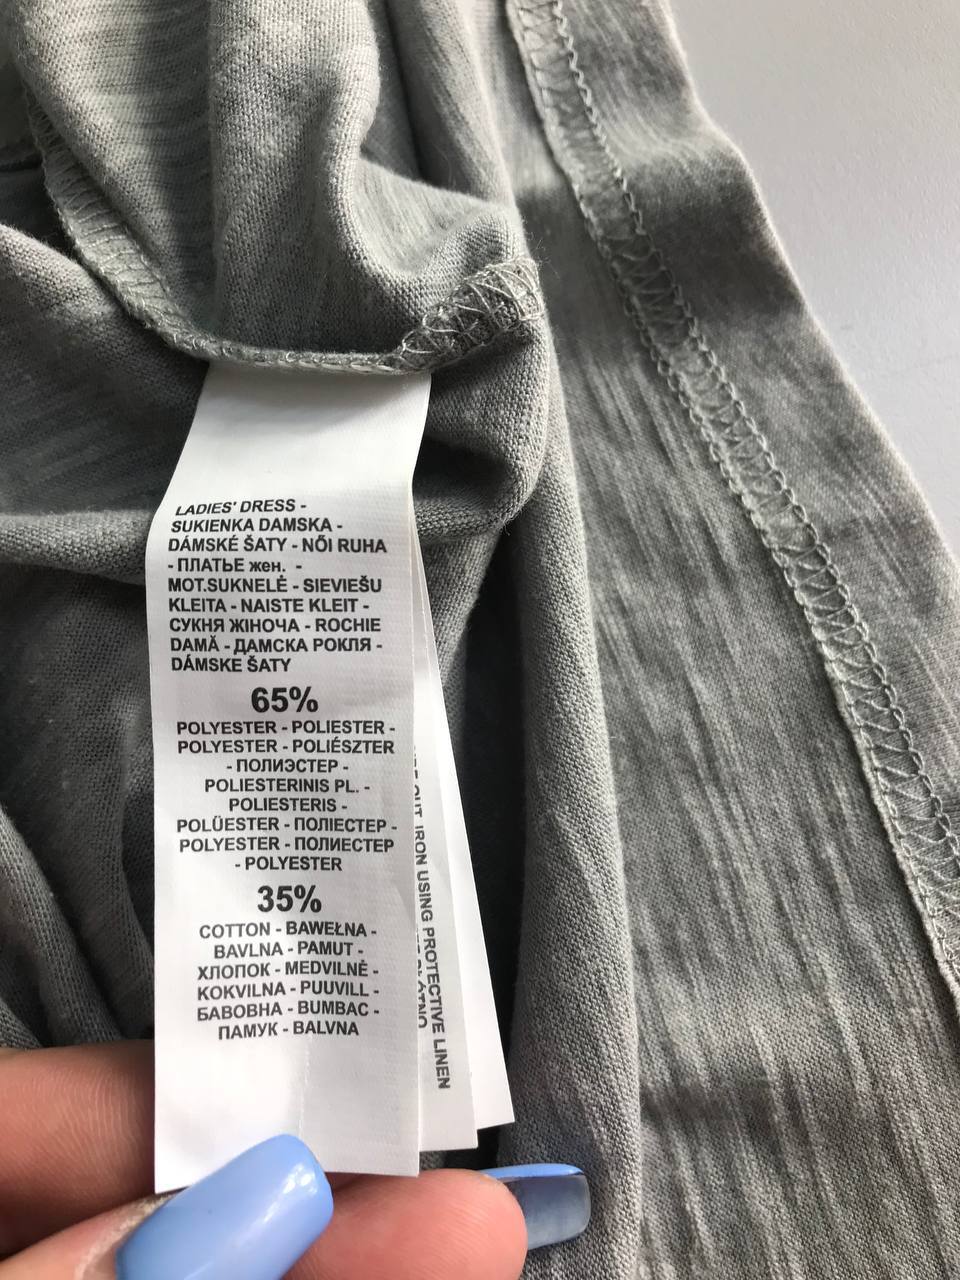 LADIES' DRESS -
SUKIENKA DAMSKA -
DÁMSKÉ ŠATY - NŐI RUHA
- ПЛАТЬЕ жен. -
MOT.SUKNELĖ - SIEVIEŠU
KLEITA - NAISTE KLEIT -
СУКНЯ ЖІНОЧА - ROCHIE
DAMĂ - ДАМСКА РОКЛЯ -
DÁMSKE ŠATY
65%
POLYESTER - POLIESTER -
POLYESTER - POLIÉSZTER
- ПОЛИЭСТЕР -
POLIESTERINIS PL. -
POLIESTERIS -
POLÜESTER - ПОЛІЕСТЕР -
POLYESTER - ПОЛИЕСТЕР
- POLYESTER
35%
COTTON - BAWEŁNA -
BAVLNA - PAMUT -
ХЛОПОК - MEDVILNĖ -
KOKVILNA - PUUVILL -
БАВОВНА - BUMBAC -
ПАМУК - BALVNA
IRON USING PROTECTIVE LINEN